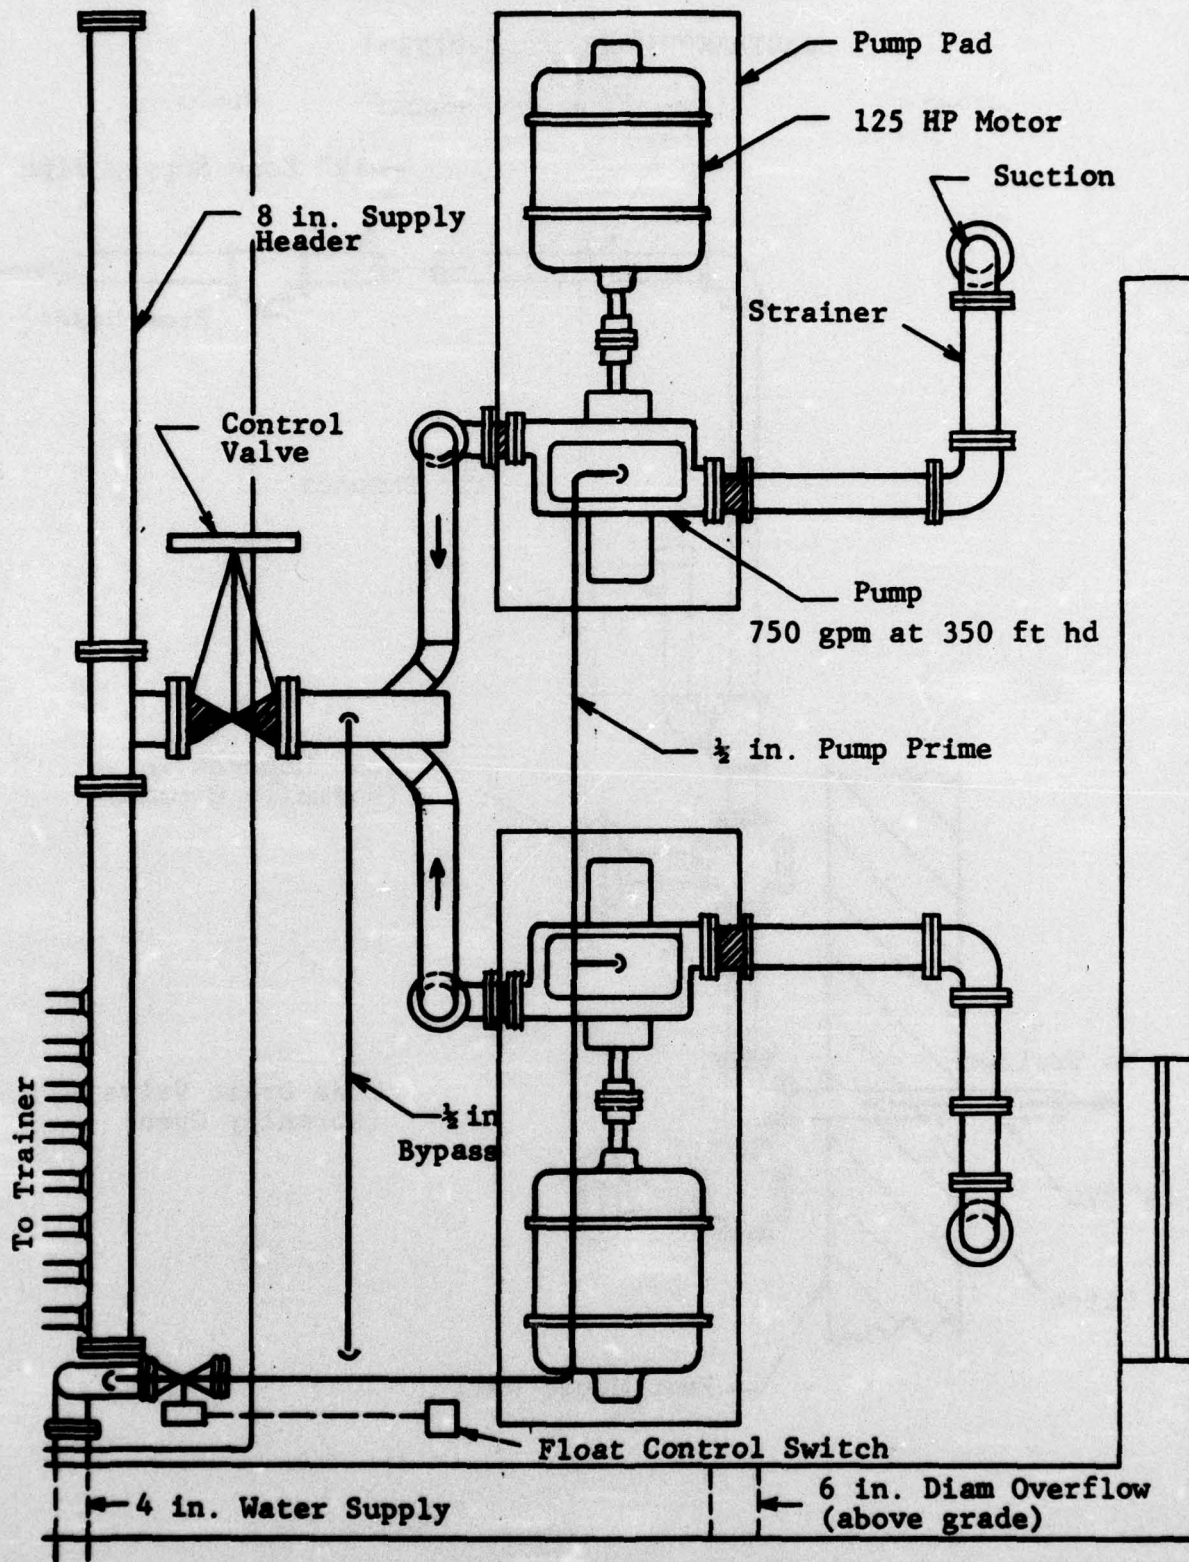 Pump Pad
125 HP Motor
Suction
8 in. Supply
Header
Strainer
Control
Valve
Pump
750 gpm at 350 ft hd
½ in. Pump Prime
½ in
Bypass
To Trainer
Float Control Switch
4 in. Water Supply
6 in. Diam Overflow
(above grade)